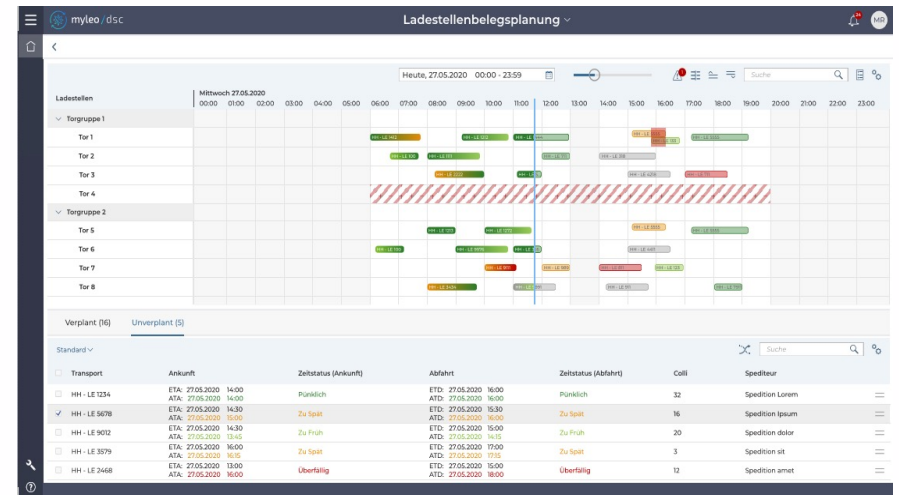 myleo / dsc
Ladestellenbelegsplanung
24
MR
Heute, 27.05.2020 00:00 - 23:59
Suche
Ladestellen
Mittwoch 27.05.2020
00:00 01:00 02:00 03:00 04:00 05:00 06:00 07:00 08:00 09:00 10:00 11:00 12:00 13:00 14:00 15:00 16:00 17:00 18:00 19:00 20:00 21:00 22:00 23:00
Torgruppe 1
Tor 1
Tor 2
Tor 3
Tor 4
Torgruppe 2
Tor 5
Tor 6
Tor 7
Tor 8
Verplant (16) Unverplant (5)
Standard
Suche
Transport Ankunft Zeitstatus (Ankunft) Abfahrt Zeitstatus (Abfahrt) Colli Spediteur
ETA: 27.05.2020 14:00 ETD: 27.05.2020 16:00
HH - LE 1234 Pünklich Pünklich 32 Spedition Lorem
ATA: 27.05.2020 14:00 ATD: 27.05.2020 16:00
ETA: 27.05.2020 14:30 ETD: 27.05.2020 15:30
HH - LE 5678 Zu Spät Zu Spät 16 Spedition Ipsum
ATA: 27.05.2020 15:00 ATD: 27.05.2020 16:00
ETA: 27.05.2020 14:30 ETD: 27.05.2020 15:00
HH - LE 9012 Zu Früh Zu Früh 20 Spedition dolor
ATA: 27.05.2020 13:45 ATD: 27.05.2020 14:15
ETA: 27.05.2020 16:00 ETD: 27.05.2020 17:00
HH - LE 3579 Zu Spät Zu Spät 3 Spedition sit
ATA: 27.05.2020 16:15 ATD: 27.05.2020 17:15
ETA: 27.05.2020 13:00 ETD: 27.05.2020 15:00
HH - LE 2468 Überfällig Überfällig 12 Spedition amet
ATA: 27.05.2020 16:00 ATD: 27.05.2020 18:00